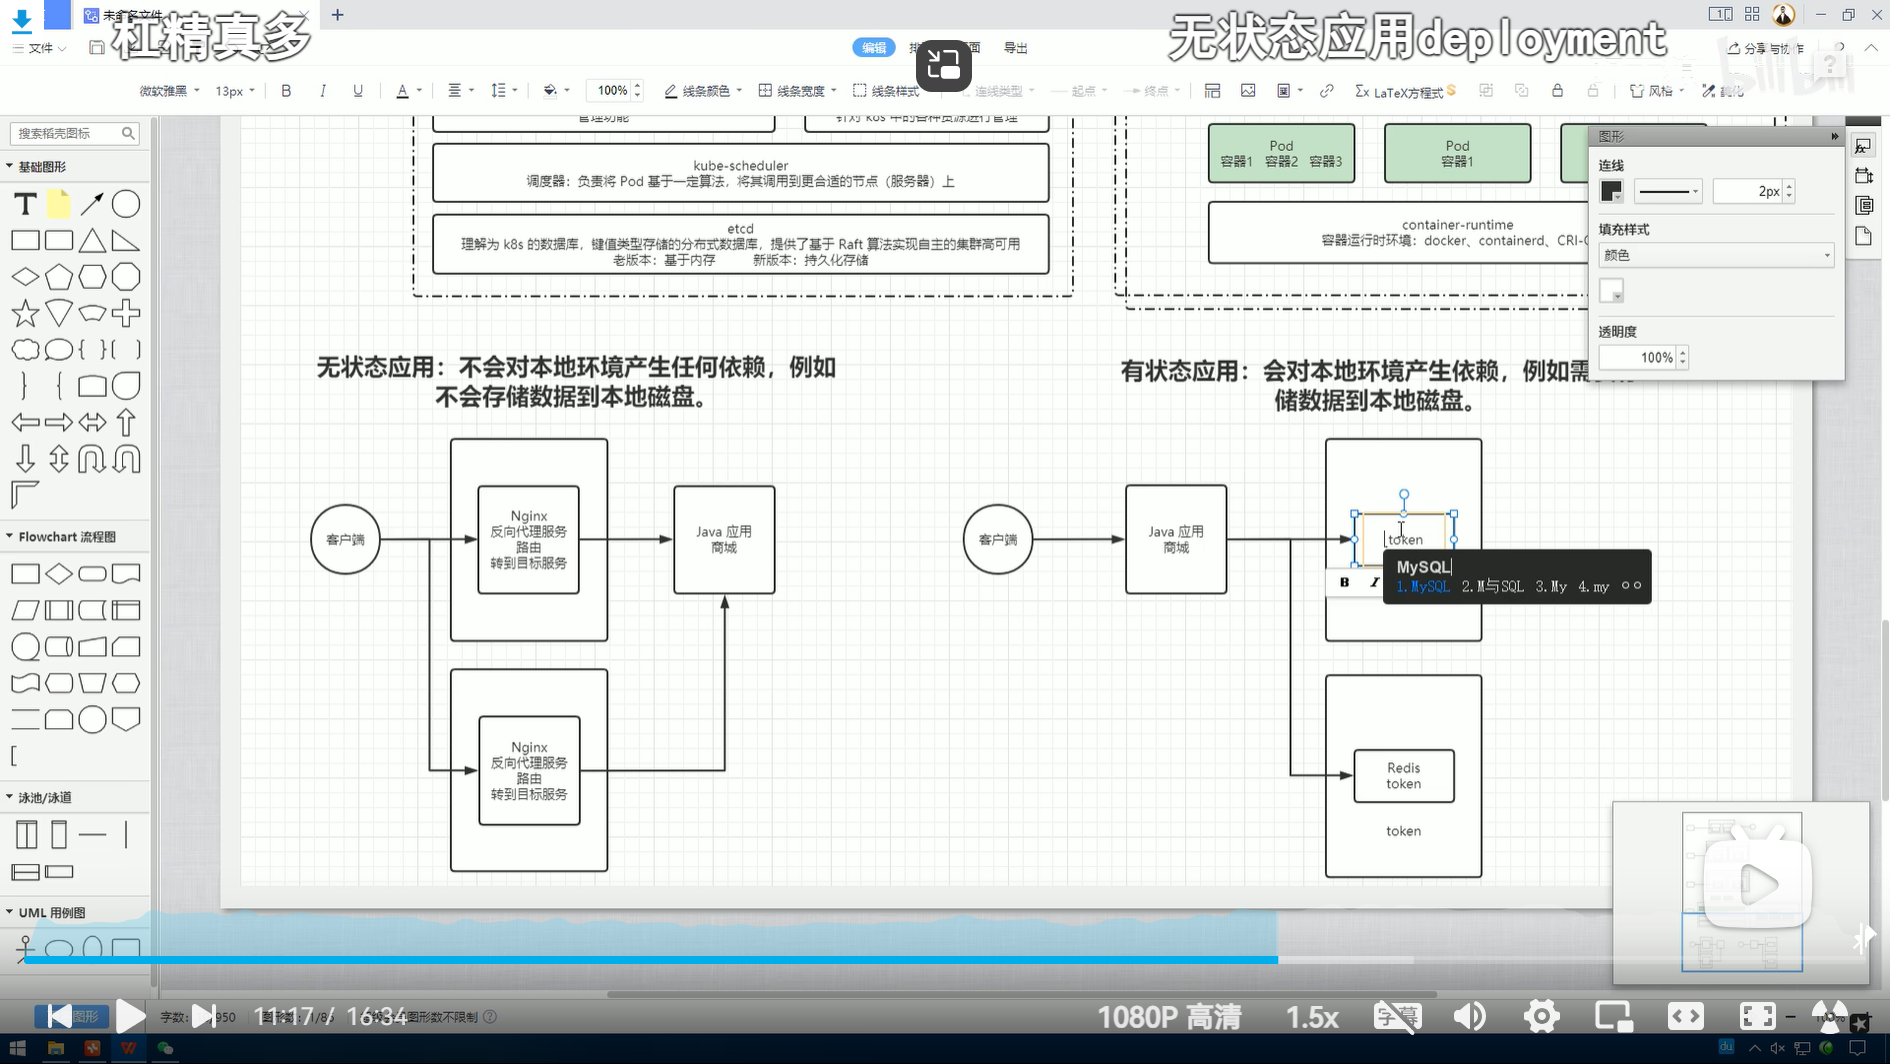 未命名文件
杠精真多
无状态应用deployment
文件
编辑
页面
导出
分享与协作
微软雅黑
13px
B
I
U
A
100%
线条颜色
线条宽度
线条样式
连线类型
起点
终点
Σx LaTeX方程式
S
风格
美化
搜索稻壳图标
基础图形
T
Flowchart 流程图
泳池/泳道
UML 用例图
管理功能
针对 k8s 中的各种资源进行管理
kube-scheduler
调度器：负责将 Pod 基于一定算法，将其调用到更合适的节点（服务器）上
etcd
理解为 k8s 的数据库，键值类型存储的分布式数据库，提供了基于 Raft 算法实现自主的集群高可用
老版本：基于内存 新版本：持久化存储
Pod
容器1 容器2 容器3
Pod
容器1
container-runtime
容器运行时环境：docker、containerd、CRI-
图形
连线
2px
填充样式
颜色
透明度
100%
无状态应用：不会对本地环境产生任何依赖，例如
不会存储数据到本地磁盘。
有状态应用：会对本地环境产生依赖，例如需
储数据到本地磁盘。
客户端
Nginx
反向代理服务
路由
转到目标服务
Java 应用
商城
Nginx
反向代理服务
路由
转到目标服务
客户端
Java 应用
商城
token
B
I
MySQL
1.MySQL 2.M与SQL 3.My 4.my
Redis
token
token
图形
字数：
950
11:17 / 16:34
1/85
图形数不限制
1080P 高清
1.5x
字幕
du